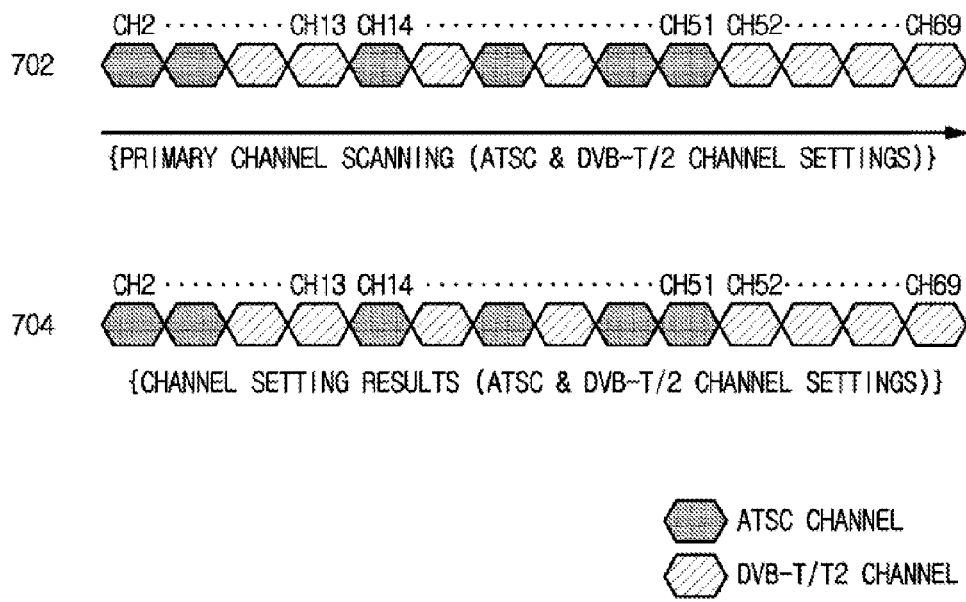 CH2 ········ CH13 CH14 ················ CH51 CH52 ········ CH69
702
{PRIMARY CHANNEL SCANNING (ATSC & DVB-T/2 CHANNEL SETTINGS)}
CH2 ········ CH13 CH14 ················ CH51 CH52 ········ CH69
704
{CHANNEL SETTING RESULTS (ATSC & DVB-T/2 CHANNEL SETTINGS)}
ATSC CHANNEL
DVB-T/T2 CHANNEL